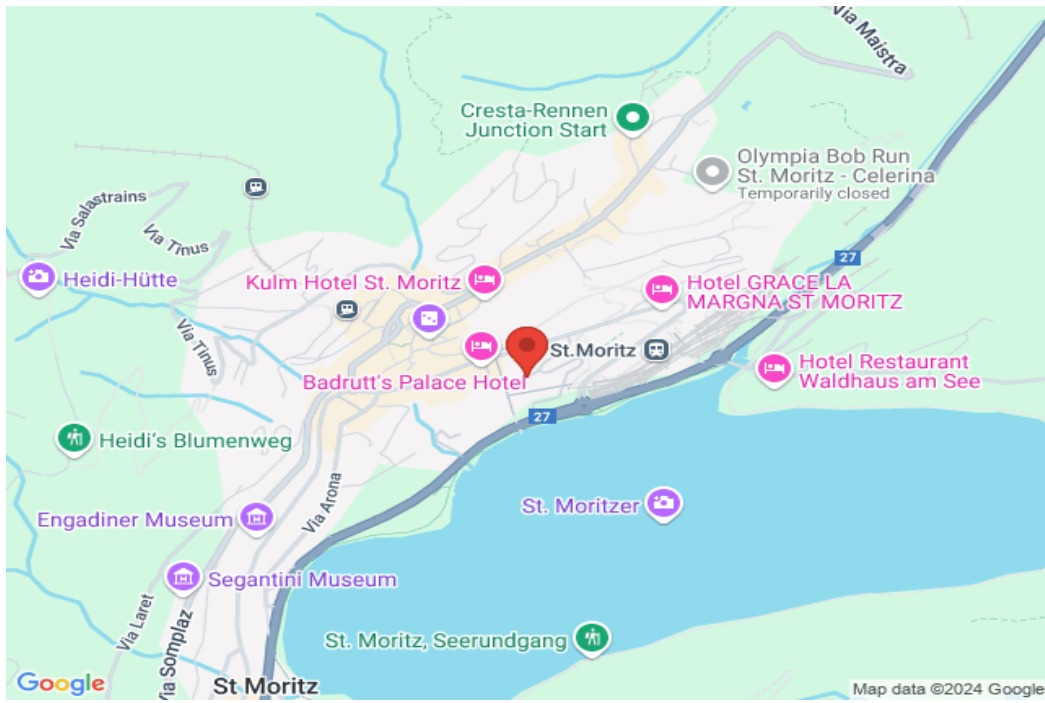 Via Maistra
Cresta-Rennen
Junction Start
Olympia Bob Run
St. Moritz - Celerina
Temporarily closed
Via Salastrains
Via Tinus
27
Heidi-Hütte
Kulm Hotel St. Moritz
Hotel GRACE LA
MARGNA ST MORITZ
Via Tinus
St.Moritz
Badrutt's Palace Hotel
Hotel Restaurant
Waldhaus am See
27
Heidi's Blumenweg
Via Arona
St. Moritzer
Engadiner Museum
Segantini Museum
Via Laret
Via Somplaz
St. Moritz, Seerundgang
St Moritz
Google
Map data ©2024 Google